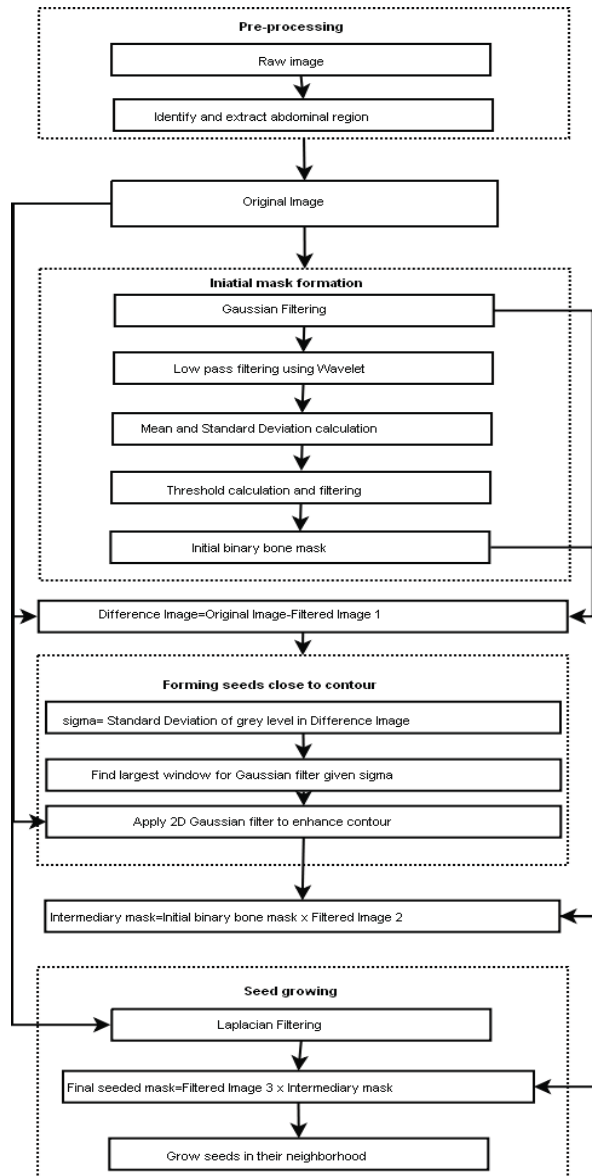 Pre-processing
Raw image
Identify and extract abdominal region
Original Image
Iniatial mask formation
Gaussian Filtering
Low pass filtering using Wavelet
Mean and Standard Deviation calculation
Threshold calculation and filtering
Initial binary bone mask
Difference Image=Original Image-Filtered Image 1
Forming seeds close to contour
sigma= Standard Deviation of grey level in Difference Image
Find largest window for Gaussian filter given sigma
Apply 2D Gaussian filter to enhance contour
Intermediary mask=Initial binary bone mask x Filtered Image 2
Seed growing
Laplacian Filtering
Final seeded mask=Filtered Image 3 x Intermediary mask
Grow seeds in their neighborhood